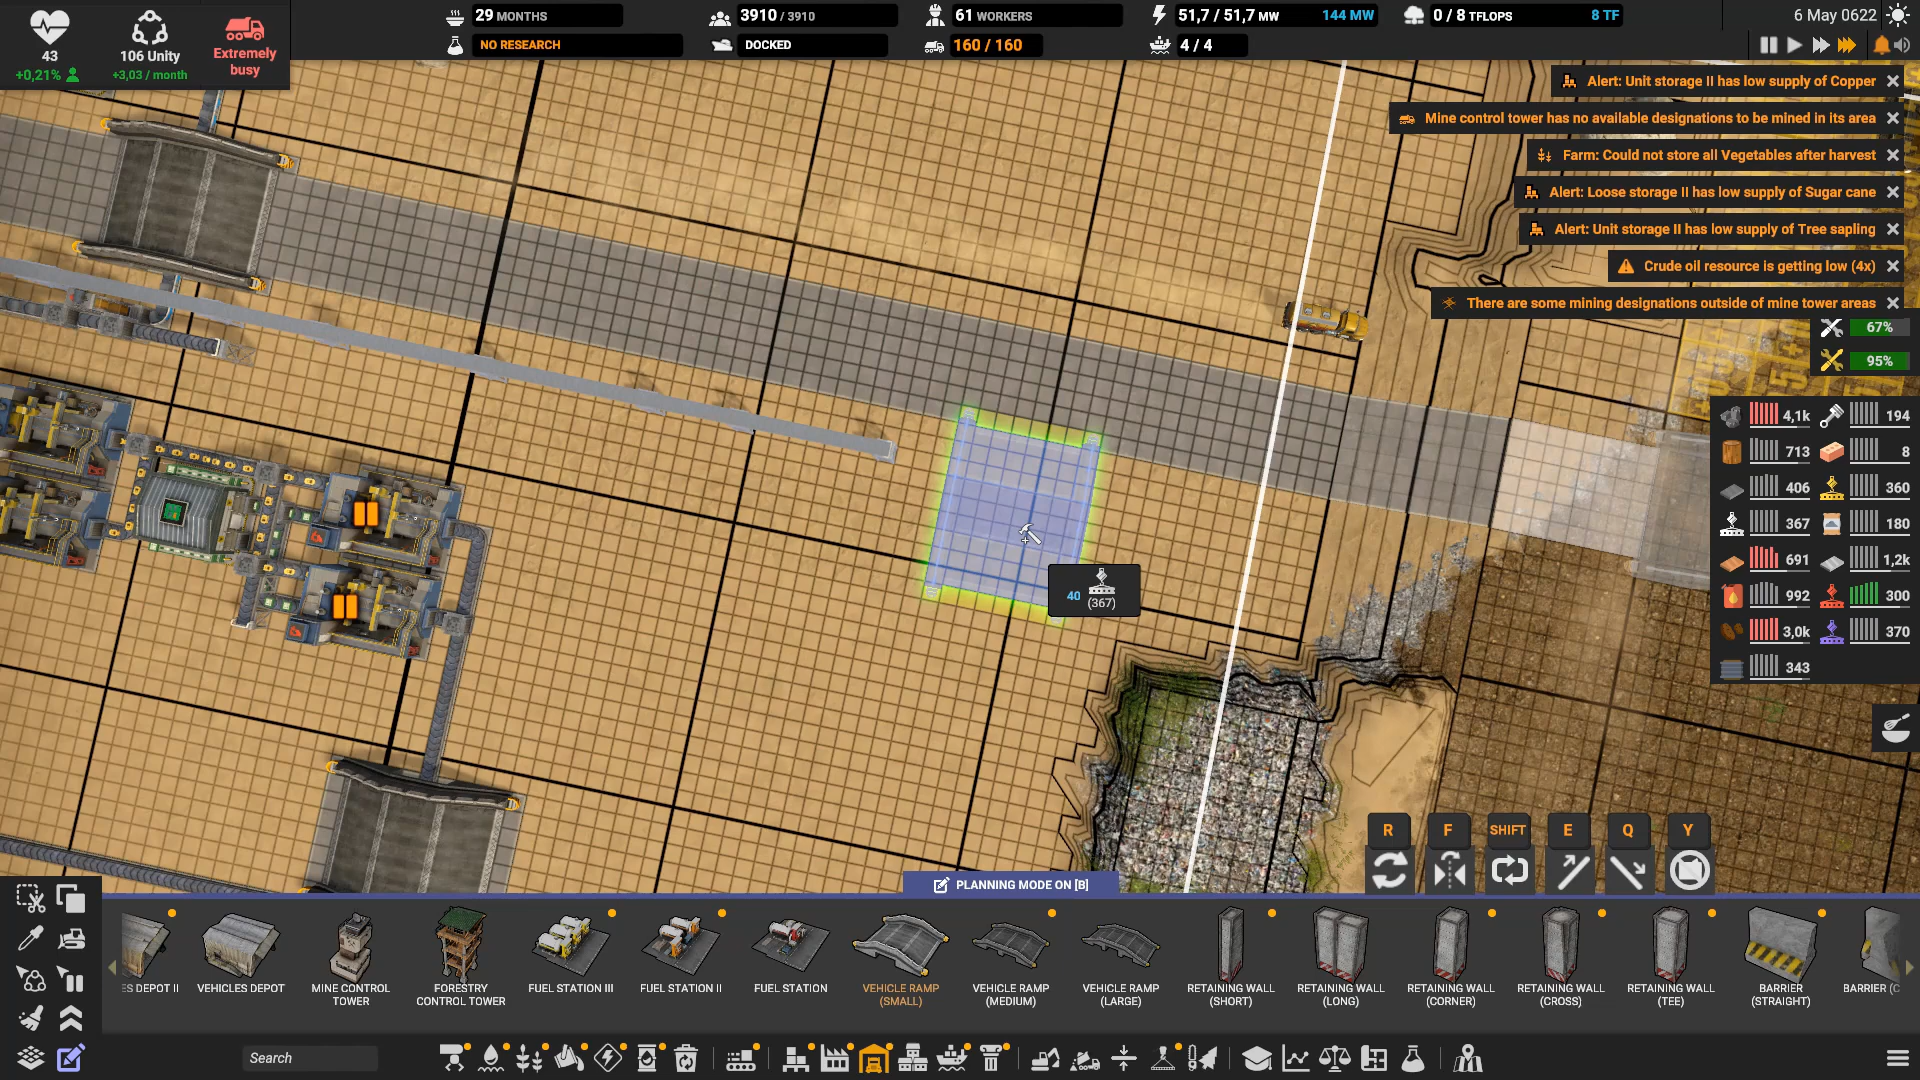 43
+0,21%
106 Unity
+3,03 / month
Extremely busy
29 MONTHS
NO RESEARCH
3910 / 3910
DOCKED
61 WORKERS
160 / 160
51,7 / 51,7 MW
144 MW
4 / 4
0 / 8 TFLOPS
8 TF
6 May 0622
Alert: Unit storage II has low supply of Copper
Mine control tower has no available designations to be mined in its area
Farm: Could not store all Vegetables after harvest
Alert: Loose storage II has low supply of Sugar cane
Alert: Unit storage II has low supply of Tree sapling
Crude oil resource is getting low (4x)
There are some mining designations outside of mine tower areas
67%
95%
4,1k
194
713
8
406
360
367
180
691
1,2k
992
300
3,0k
370
343
40
(367)
R
F
SHIFT
E
Q
Y
PLANNING MODE ON [B]
ES DEPOT II
VEHICLES DEPOT
MINE CONTROL TOWER
FORESTRY CONTROL TOWER
FUEL STATION III
FUEL STATION II
FUEL STATION
VEHICLE RAMP (SMALL)
VEHICLE RAMP (MEDIUM)
VEHICLE RAMP (LARGE)
RETAINING WALL (SHORT)
RETAINING WALL (LONG)
RETAINING WALL (CORNER)
RETAINING WALL (CROSS)
RETAINING WALL (TEE)
BARRIER (STRAIGHT)
BARRIER (C
Search